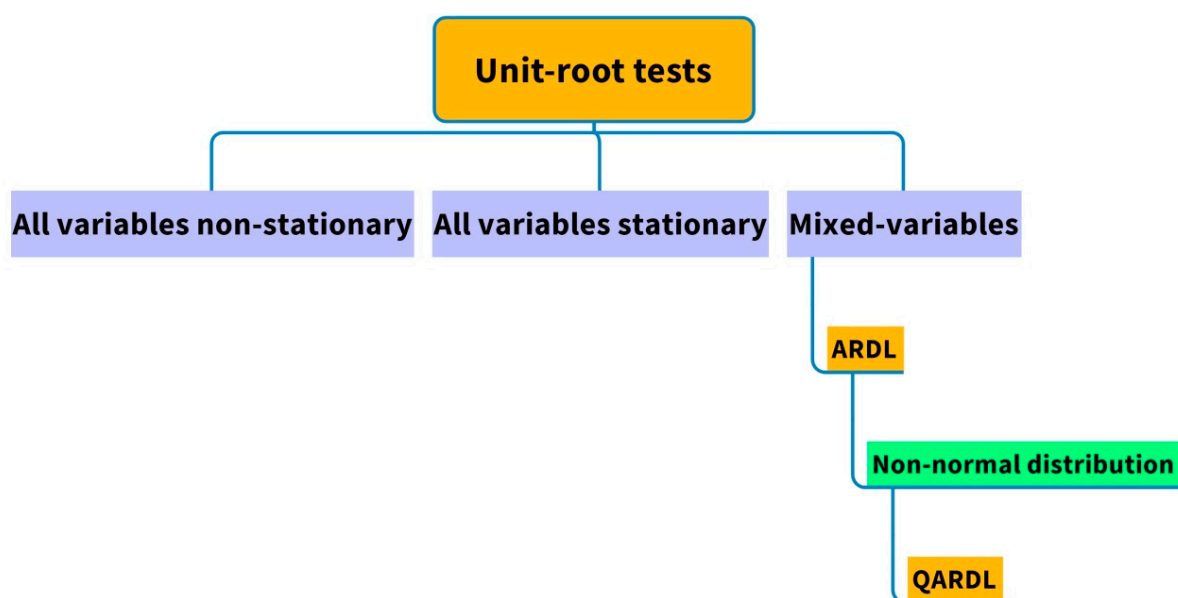 Unit-root tests
All variables non-stationary
All variables stationary
Mixed-variables
ARDL
Non-normal distribution
QARDL